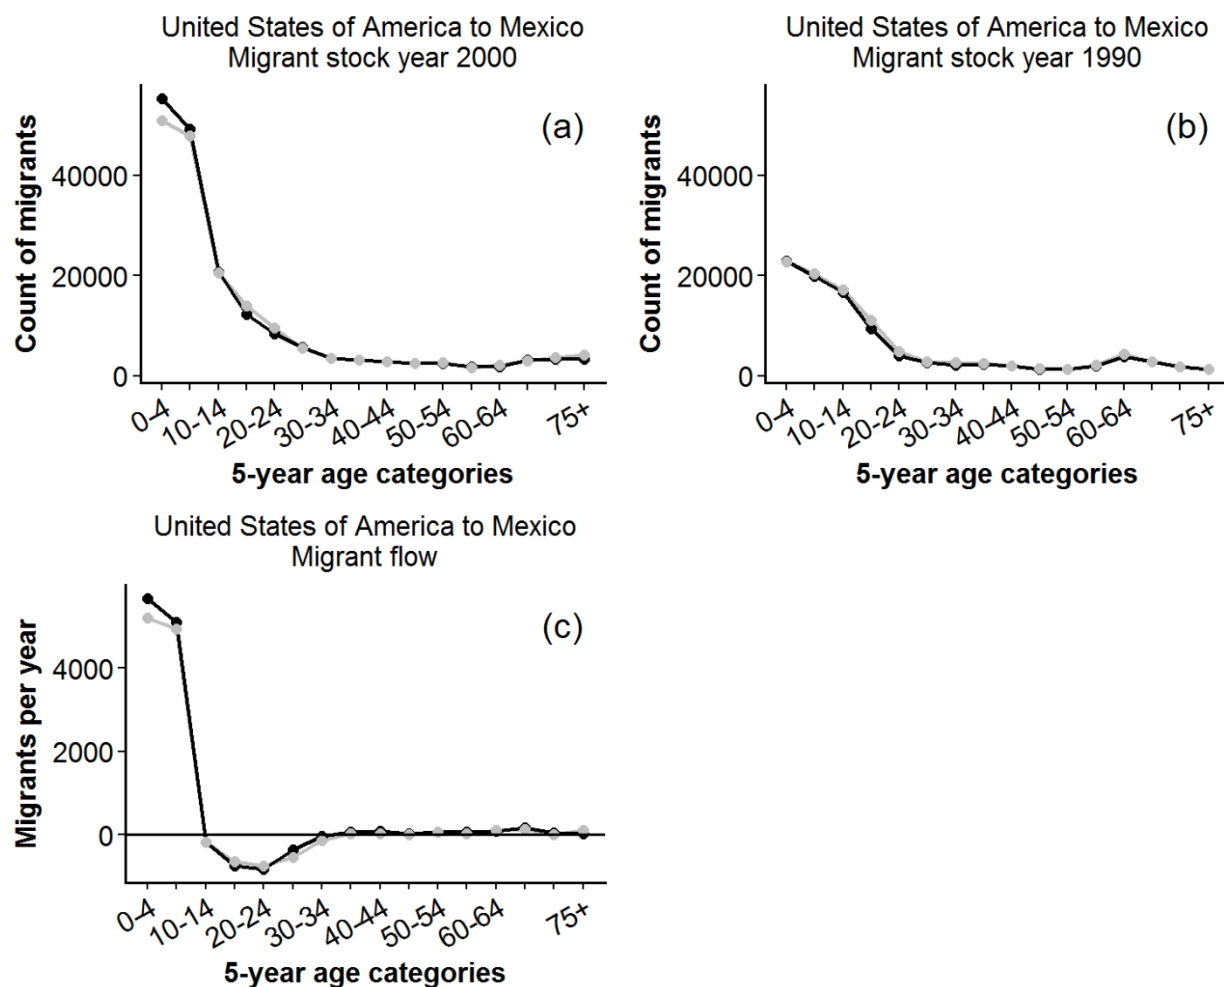 United States of America to Mexico
Migrant stock year 2000
(a)
Count of migrants
40000
20000
0
0-4
10-14
20-24
30-34
40-44
50-54
60-64
75+
5-year age categories
United States of America to Mexico
Migrant stock year 1990
(b)
Count of migrants
40000
20000
0
0-4
10-14
20-24
30-34
40-44
50-54
60-64
75+
5-year age categories
United States of America to Mexico
Migrant flow
(c)
Migrants per year
4000
2000
0
0-4
10-14
20-24
30-34
40-44
50-54
60-64
75+
5-year age categories